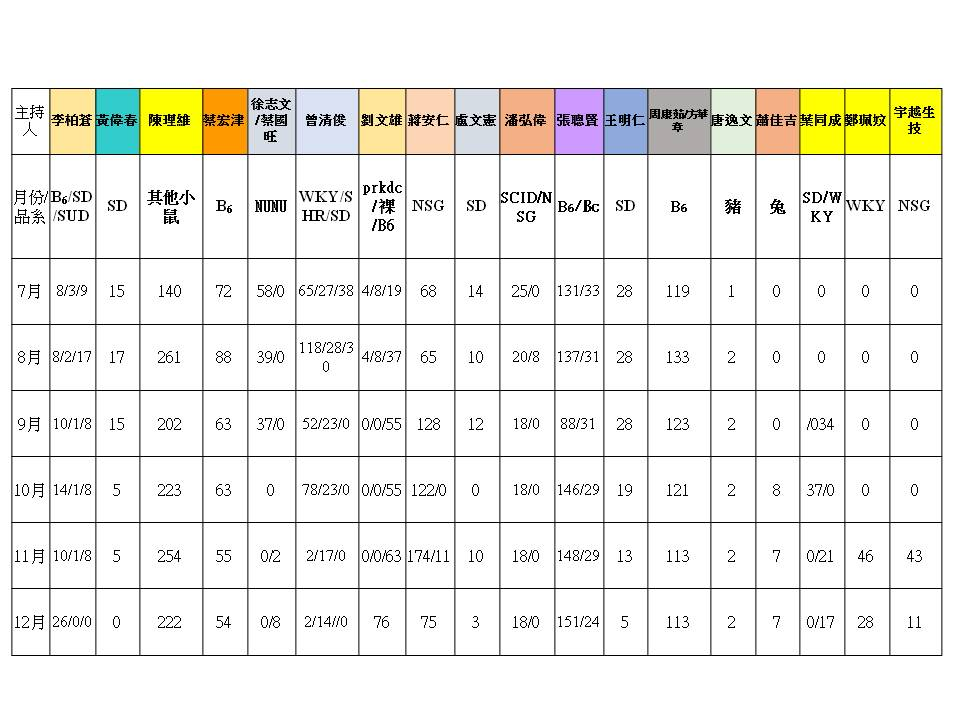 主持人 李柏蒼 黃偉春 陳理維 蔡宏津 徐志文/蔡國旺 曾清俊 劉文雄 蔣安仁 盧文憲 潘弘偉 張聰賢 王明仁 周康茹/方華章 唐逸文 蕭佳吉 葉同成 鄭珮妏 宇越生技
月份/品系 B6/SD/SUD SD 其他小鼠 B6 NUNU WKY/SHR/SD prkdc/裸/B6 NSG SD SCID/NSG B6/Bc SD B6 豬 兔 SD/WKY WKY NSG
7月 8/3/9 15 140 72 58/0 65/27/38 4/8/19 68 14 25/0 131/33 28 119 1 0 0 0 0
8月 8/2/17 17 261 88 39/0 118/28/30 4/8/37 65 10 20/8 137/31 28 133 2 0 0 0 0
9月 10/1/8 15 202 63 37/0 52/23/0 0/0/55 128 12 18/0 88/31 28 123 2 0 /034 0 0
10月 14/1/8 5 223 63 0 78/23/0 0/0/55 122/0 0 18/0 146/29 19 121 2 8 37/0 0 0
11月 10/1/8 5 254 55 0/2 2/17/0 0/0/63 174/11 10 18/0 148/29 13 113 2 7 0/21 46 43
12月 26/0/0 0 222 54 0/8 2/14//0 76 75 3 18/0 151/24 5 113 2 7 0/17 28 11